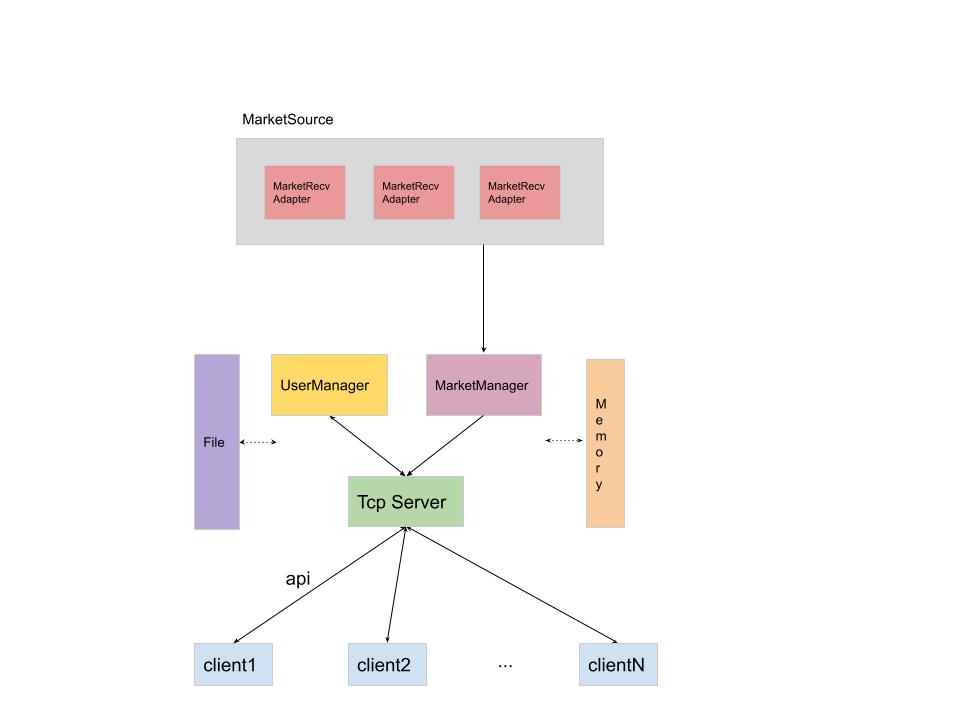 MarketSource
MarketRecv
Adapter
MarketRecv
Adapter
MarketRecv
Adapter
File
UserManager
MarketManager
M
e
m
o
r
y
Tcp Server
api
client1
client2
...
clientN